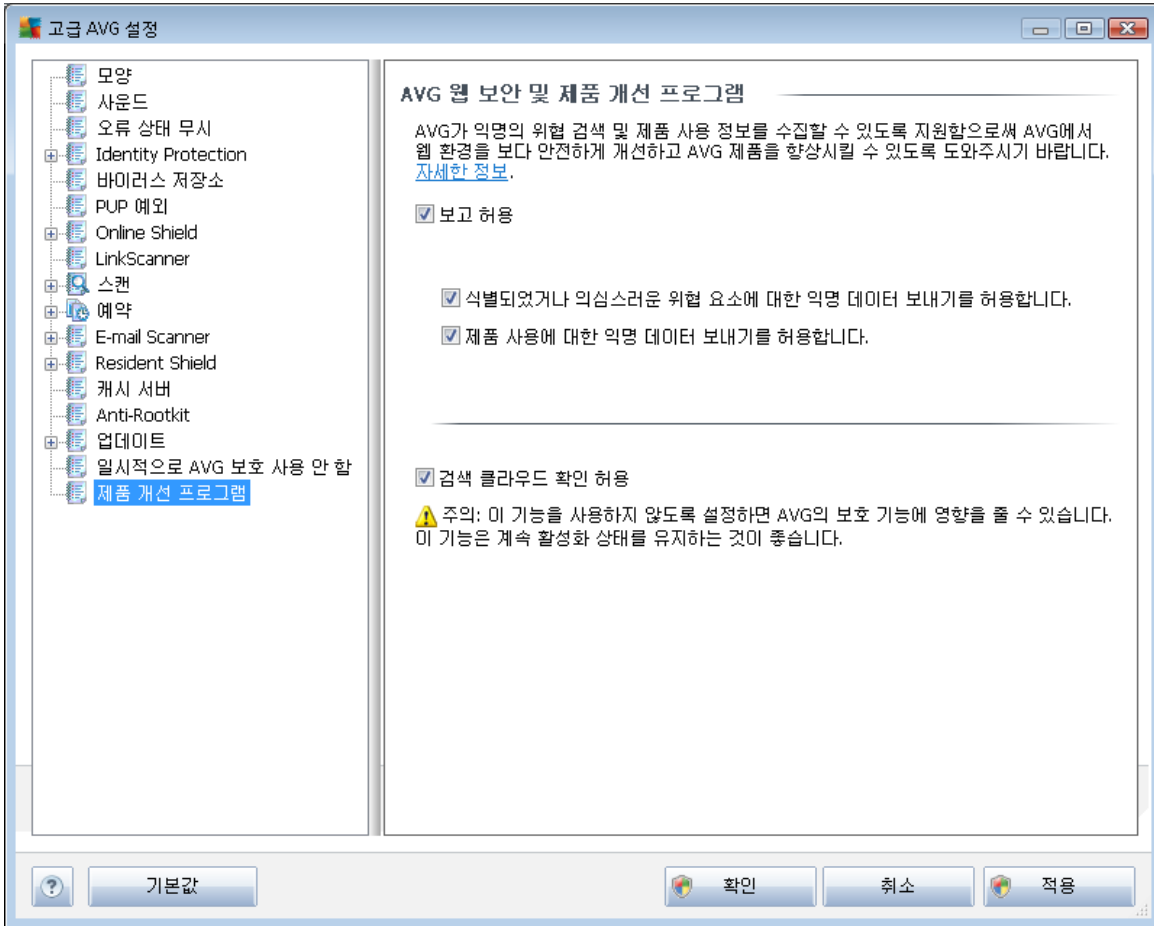 고급 AVG 설정
모양
사운드
오류 상태 무시
Identity Protection
바이러스 저장소
PUP 예외
Online Shield
LinkScanner
스캔
예약
E-mail Scanner
Resident Shield
캐시 서버
Anti-Rootkit
업데이트
일시적으로 AVG 보호 사용 안 함
제품 개선 프로그램
AVG 웹 보안 및 제품 개선 프로그램
AVG가 익명의 위협 검색 및 제품 사용 정보를 수집할 수 있도록 지원함으로써 AVG에서
웹 환경을 보다 안전하게 개선하고 AVG 제품을 향상시킬 수 있도록 도와주시기 바랍니다.
자세한 정보.
보고 허용
식별되었거나 의심스러운 위협 요소에 대한 익명 데이터 보내기를 허용합니다.
제품 사용에 대한 익명 데이터 보내기를 허용합니다.
검색 클라우드 확인 허용
주의: 이 기능을 사용하지 않도록 설정하면 AVG의 보호 기능에 영향을 줄 수 있습니다.
이 기능은 계속 활성화 상태를 유지하는 것이 좋습니다.
? 기본값 확인 취소 적용